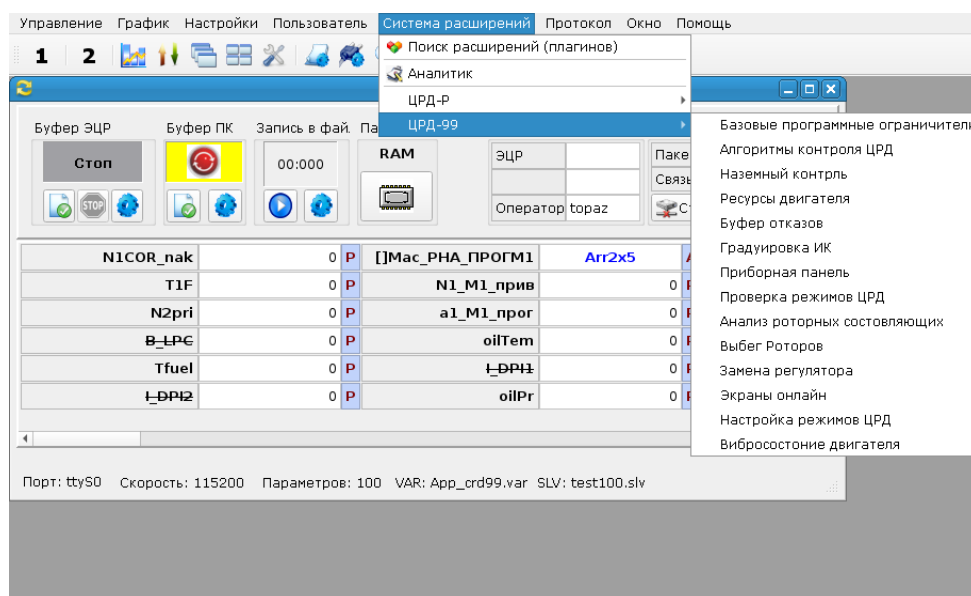 Управление График Настройки Пользователь Система расширений Протокол Окно Помощь
1 2
Поиск расширений (плагинов)
Аналитик
ЦРД-Р
ЦРД-99
Базовые программные ограничители
Алгоритмы контроля ЦРД
Наземный контрль
Ресурсы двигателя
Буфер отказов
Градуировка ИК
Приборная панель
Проверка режимов ЦРД
Анализ роторных состовляющих
Выбег Роторов
Замена регулятора
Экраны онлайн
Настройка режимов ЦРД
Вибросостоние двигателя
Буфер ЭЦР Буфер ПК Запись в фай. Па
Стоп 00:000 RAM ЭЦР Паке
Связь
STOP Оператор topaz С
N1COR_nak 0 P []Mac_РНА_ПРОГМ1 Arr2x5
T1F 0 P N1_M1_прив 0
N2pri 0 P a1_M1_прог 0
B_LPC 0 P oilTem 0
Tfuel 0 P I_DPI1 0
I_DPI2 0 P oilPr 0
Порт: ttyS0 Скорость: 115200 Параметров: 100 VAR: App_crd99.var SLV: test100.slv